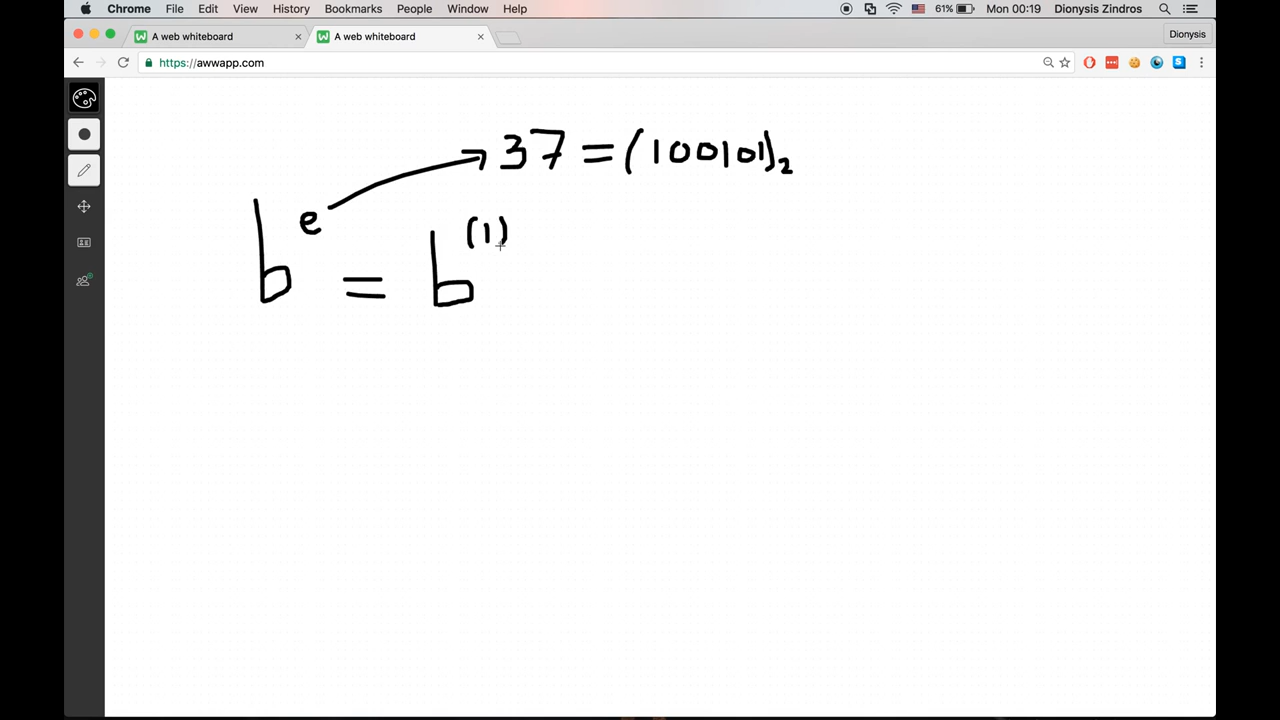 Chrome File Edit View History Bookmarks People Window Help 61% Mon 00:19 Dionysis Zindros
A web whiteboard × A web whiteboard × Dionysis
https://awwapp.com
37 = (100101)₂
b^e = b^(1)